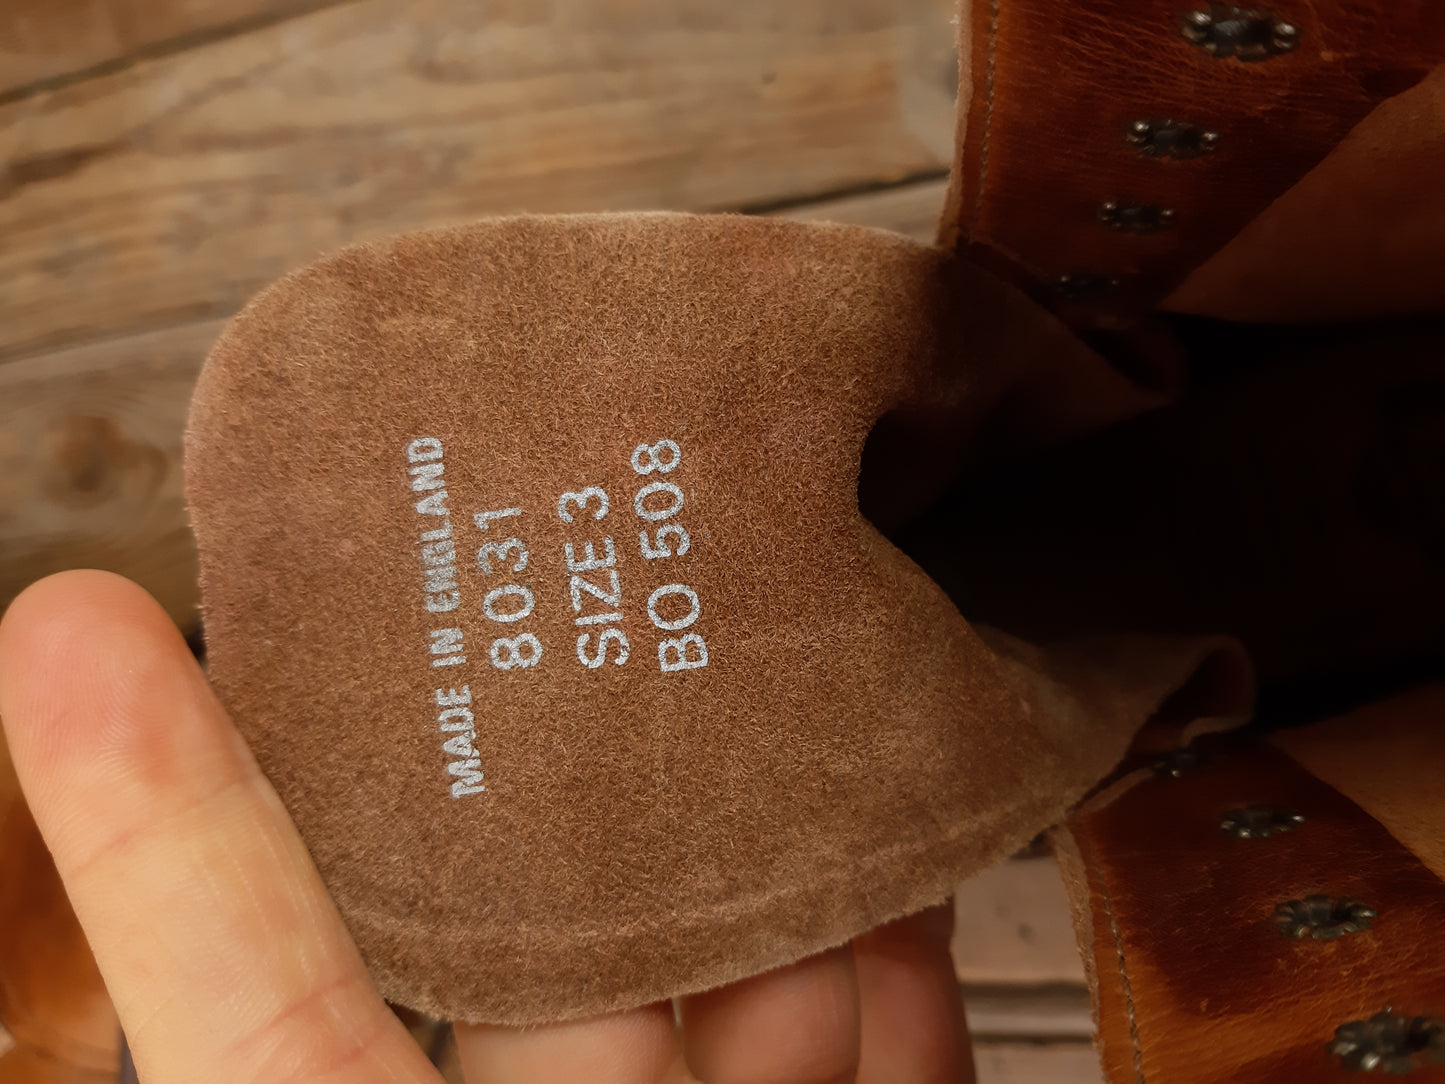 MADE IN ENGLAND
8031
SIZE 3
BO 508